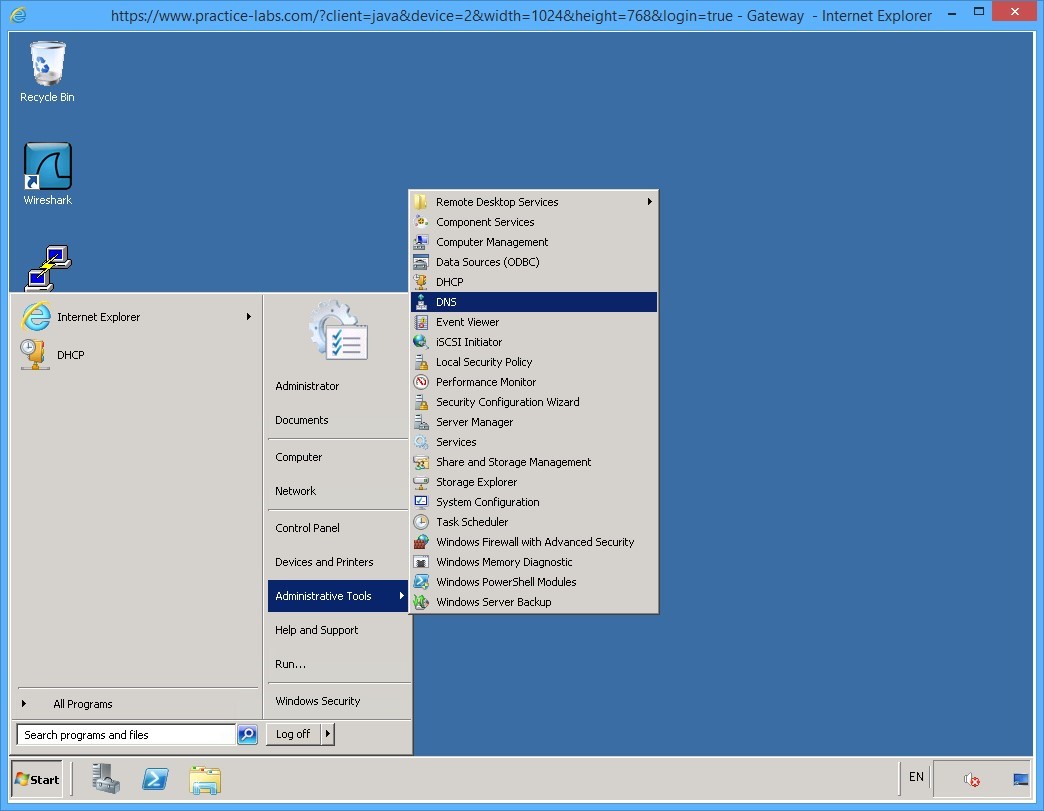 https://www.practice-labs.com/?client=java&device=2&width=1024&height=768&login=true - Gateway - Internet Explorer
Recycle Bin
Wireshark
Internet Explorer
DHCP
All Programs
Search programs and files
Administrator
Documents
Computer
Network
Control Panel
Devices and Printers
Administrative Tools
Help and Support
Run...
Windows Security
Log off
Remote Desktop Services
Component Services
Computer Management
Data Sources (ODBC)
DHCP
DNS
Event Viewer
iSCSI Initiator
Local Security Policy
Performance Monitor
Security Configuration Wizard
Server Manager
Services
Share and Storage Management
Storage Explorer
System Configuration
Task Scheduler
Windows Firewall with Advanced Security
Windows Memory Diagnostic
Windows PowerShell Modules
Windows Server Backup
Start
EN